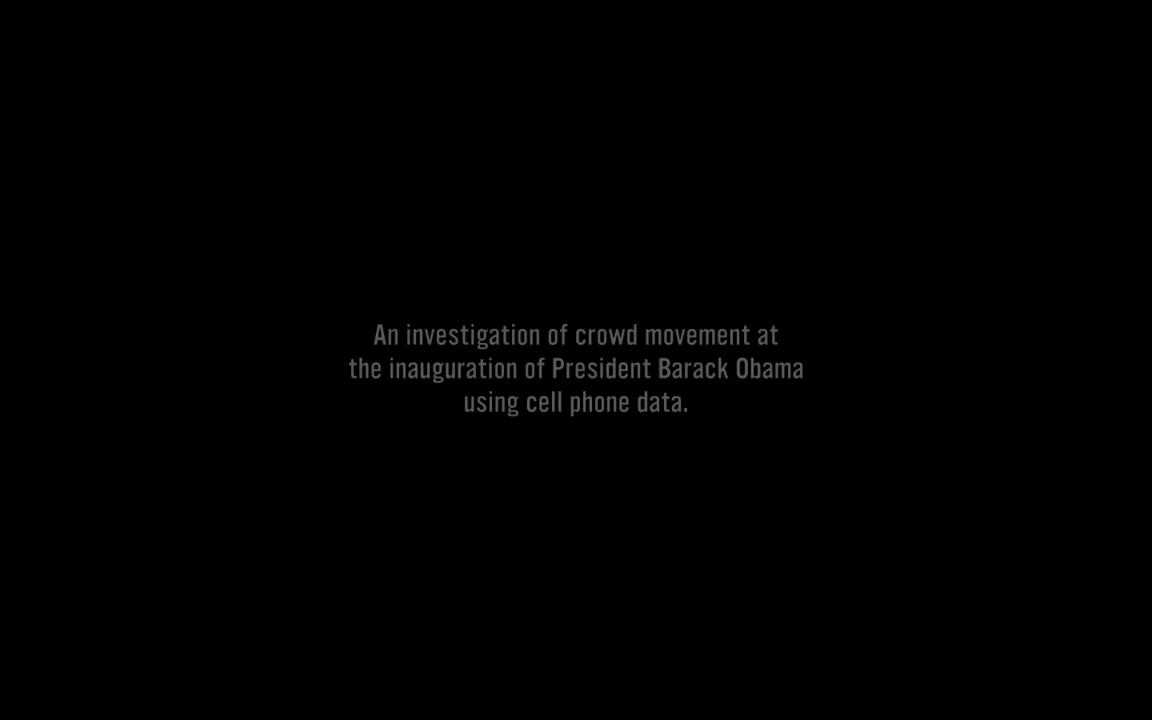 An investigation of crowd movement at
the inauguration of President Barack Obama
using cell phone data.